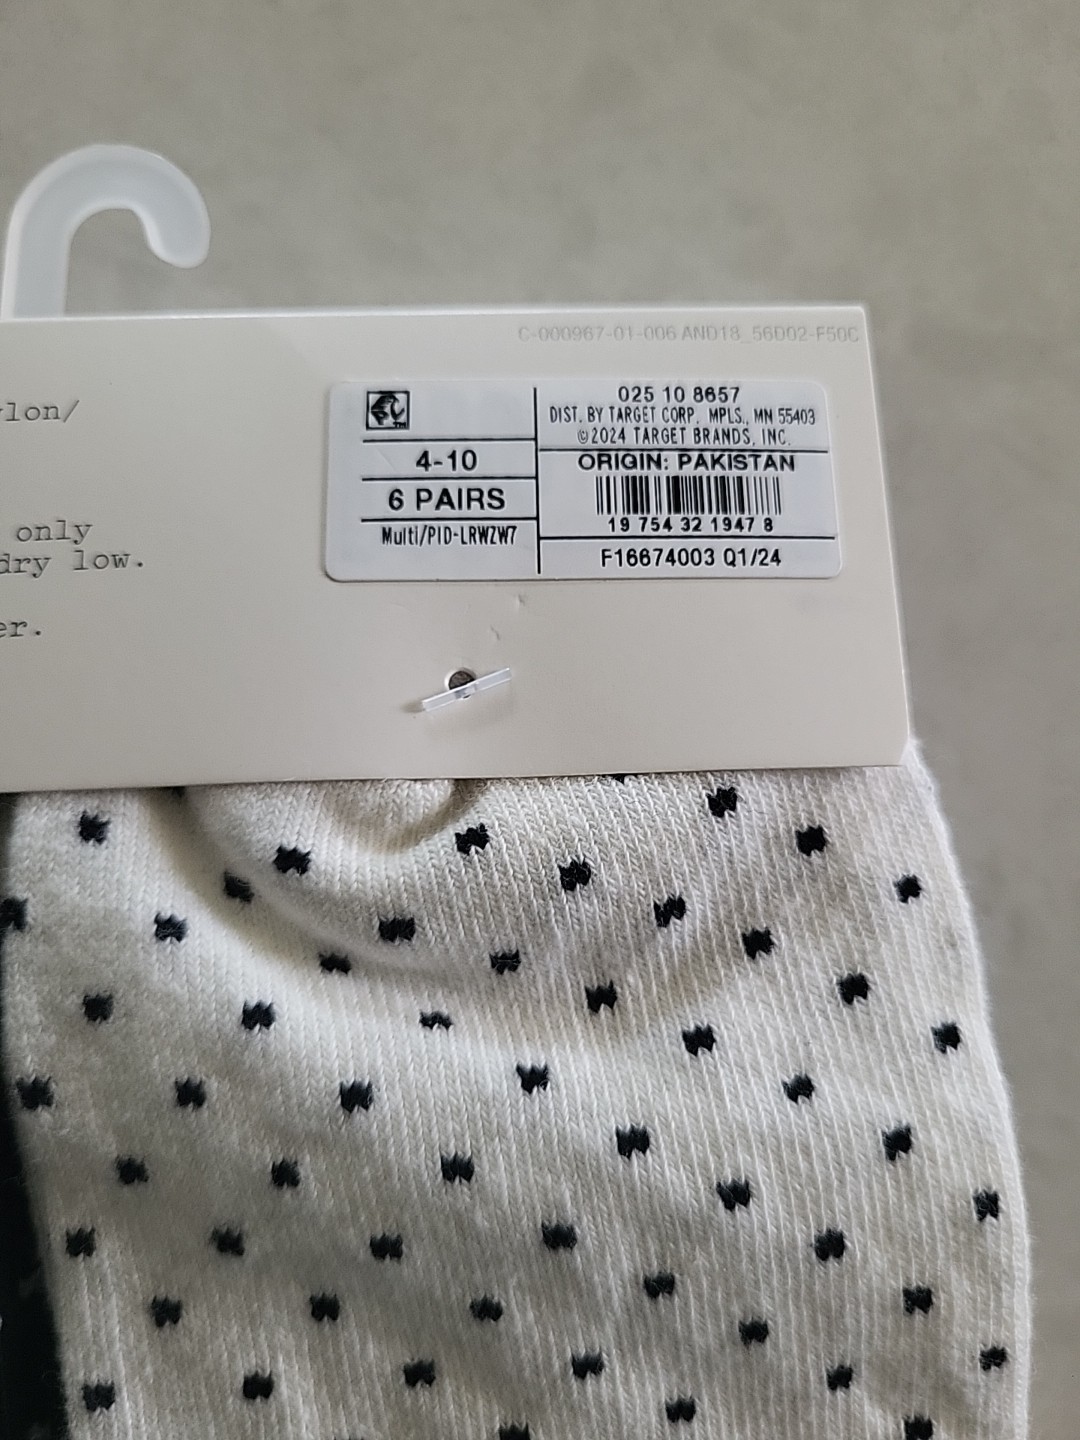 C-000967-01-006 AND18_56D02-F50C
ylon/
only
dry low.
er.
4-10
6 PAIRS
Multi/PID-LRWZW7
025 10 8657
DIST. BY TARGET CORP. MPLS., MN 55403
©2024 TARGET BRANDS, INC.
ORIGIN: PAKISTAN
19 754 32 1947 8
F16674003 Q1/24